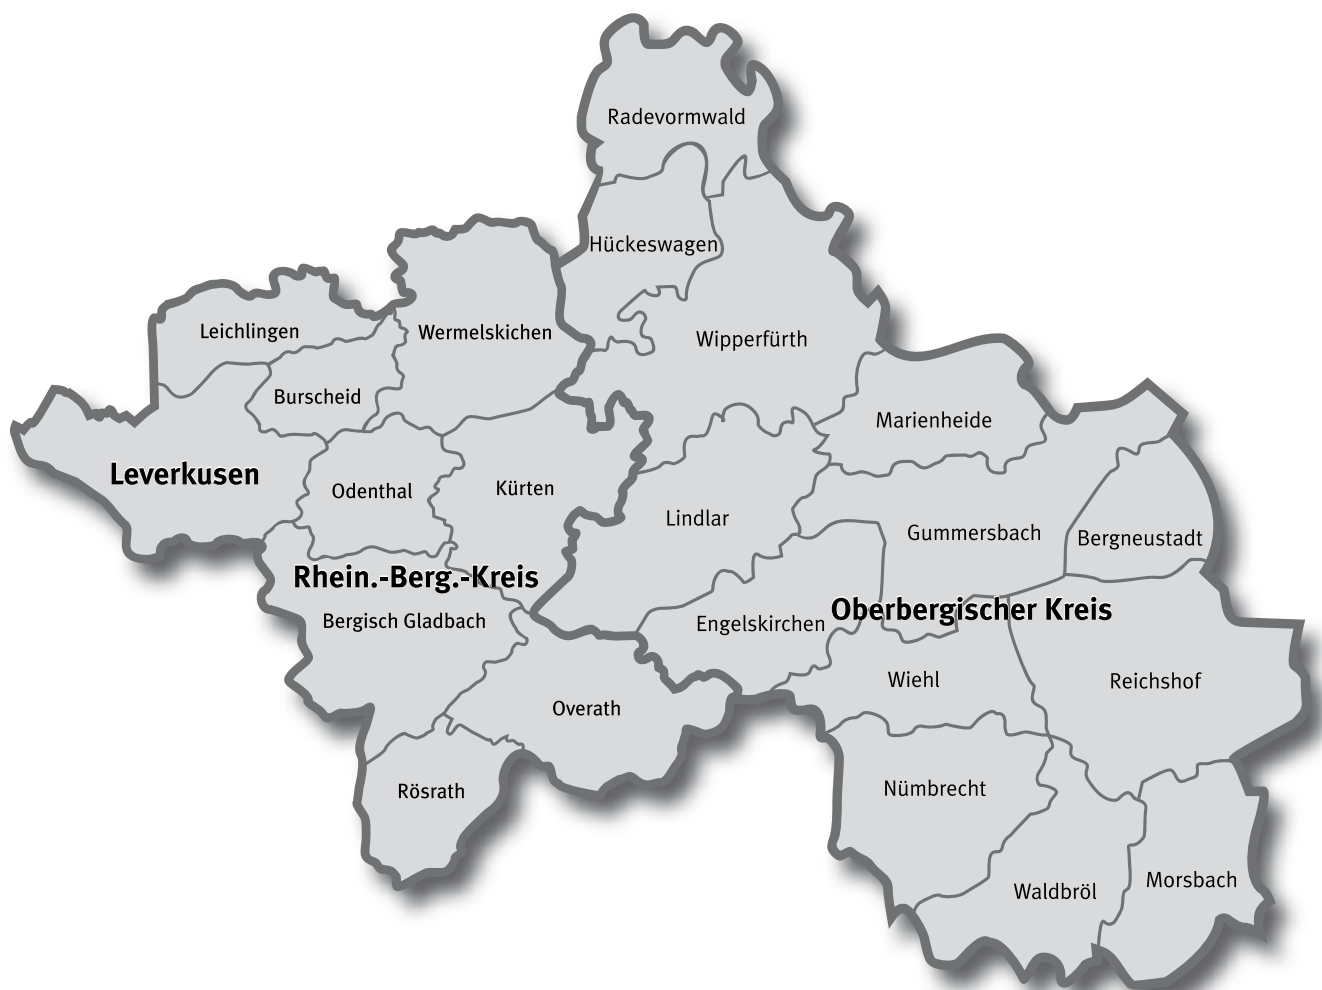 Radevormwald
Hückeswagen
Leichlingen
Wermelskichen
Wipperfürth
Burscheid
Marienheide
Leverkusen
Odenthal
Kürten
Lindlar
Gummersbach
Bergneustadt
Rhein.-Berg.-Kreis
Bergisch Gladbach
Engelskirchen
Oberbergischer Kreis
Wiehl
Reichshof
Overath
Rösrath
Nümbrecht
Waldbröl
Morsbach